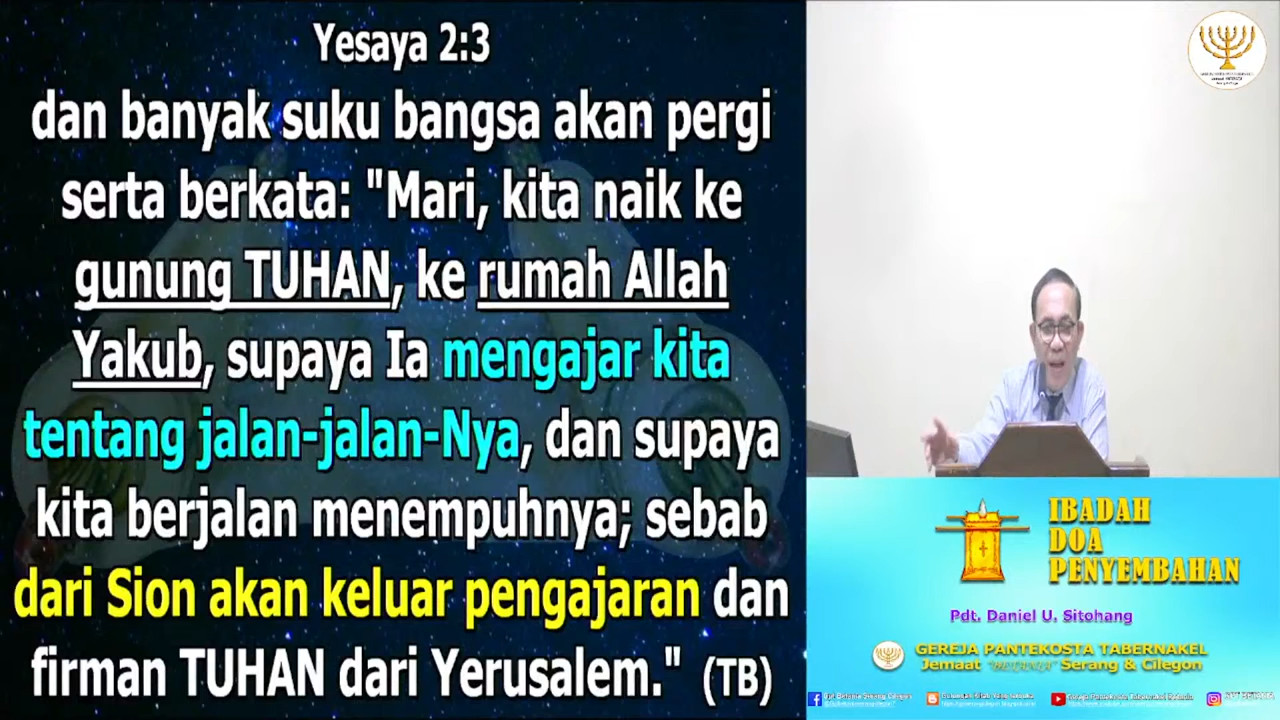 Yesaya 2:3
dan banyak suku bangsa akan pergi
serta berkata: "Mari, kita naik ke
gunung TUHAN, ke rumah Allah
Yakub, supaya Ia mengajar kita
tentang jalan-jalan-Nya, dan supaya
kita berjalan menempuhnya; sebab
dari Sion akan keluar pengajaran dan
firman TUHAN dari Yerusalem." (TB)
IBADAH
DOA
PENYEMBAHAN
Pdt. Daniel U. Sitohang
GEREJA PANTEKOSTA TABERNAKEL
Jemaat "BETANIA" Serang & Cilegon